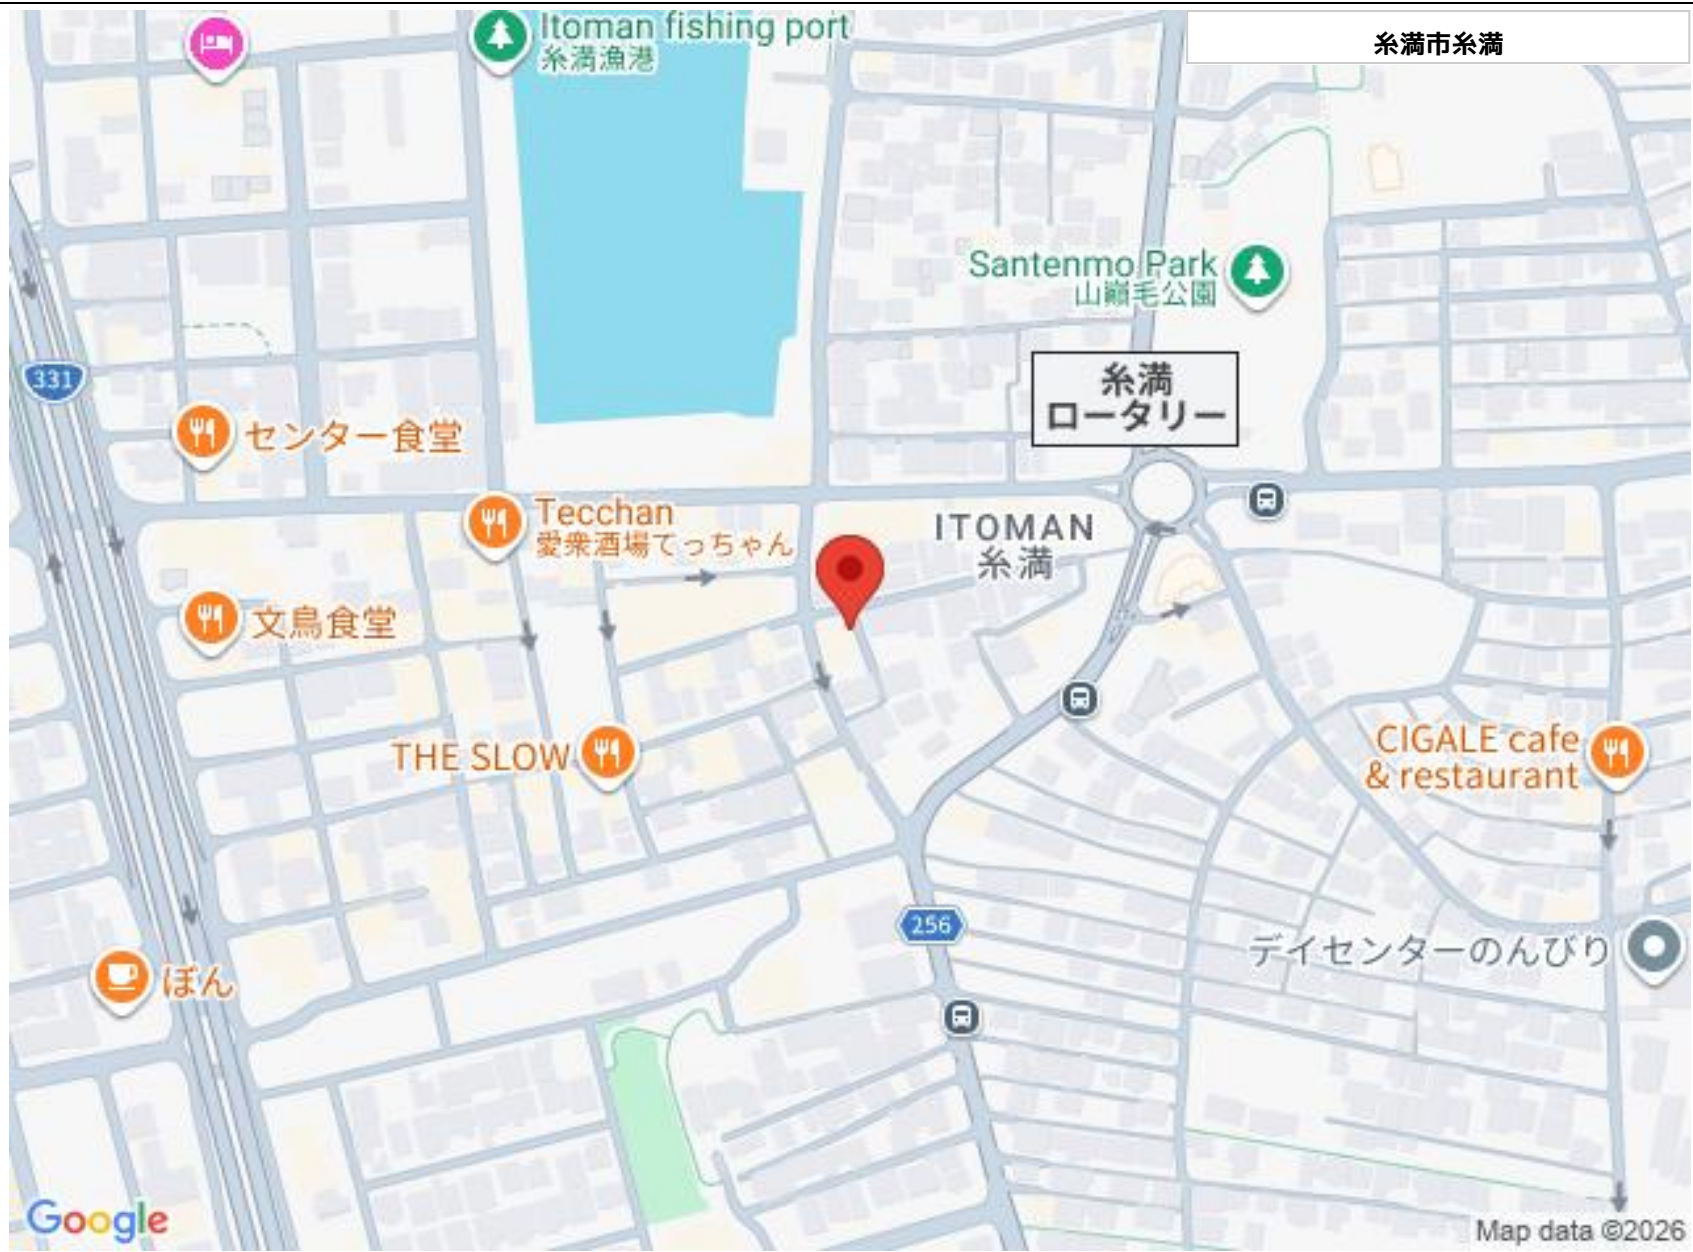 Itoman fishing port
糸満漁港
糸満市糸満
Santenmo Park
山巓毛公園
331
糸満
ロータリー
センター食堂
Tecchan
愛衆酒場てっちゃん
ITOMAN
糸満
文鳥食堂
THE SLOW
CIGALE cafe
& restaurant
256
デイセンターのんびり
ぽん
Google
Map data ©2026